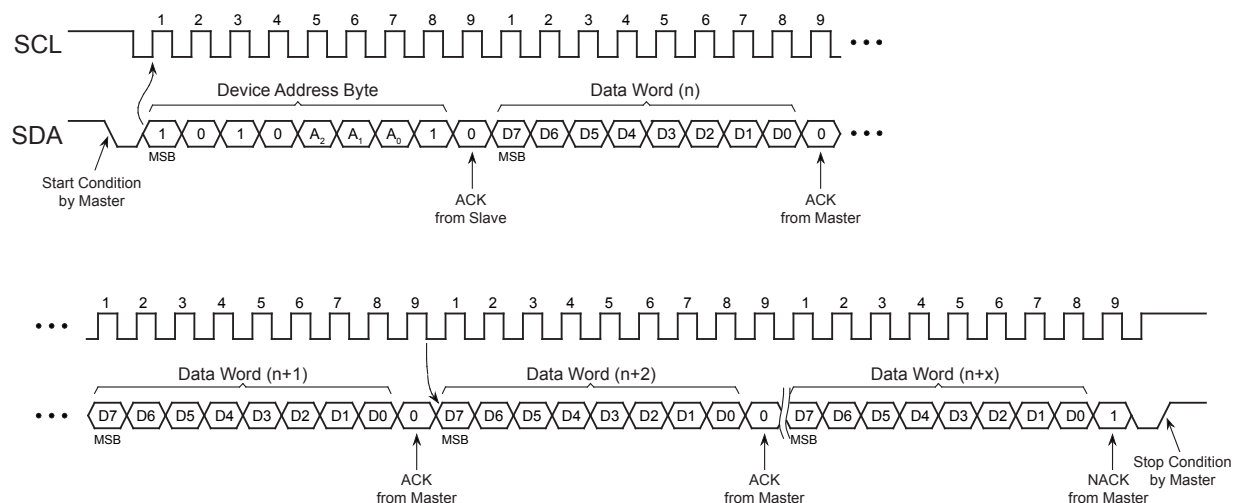 1 2 3 4 5 6 7 8 9 1 2 3 4 5 6 7 8 9
SCL
Device Address Byte Data Word (n)
SDA 1 0 1 0 A2 A1 A0 1 0 D7 D6 D5 D4 D3 D2 D1 D0 0
MSB MSB
Start Condition
by Master
ACK
from Slave
ACK
from Master
1 2 3 4 5 6 7 8 9 1 2 3 4 5 6 7 8 9 1 2 3 4 5 6 7 8 9
Data Word (n+1) Data Word (n+2) Data Word (n+x)
D7 D6 D5 D4 D3 D2 D1 D0 0 D7 D6 D5 D4 D3 D2 D1 D0 0 D7 D6 D5 D4 D3 D2 D1 D0 1
MSB MSB MSB
ACK
from Master
ACK
from Master
NACK
from Master
Stop Condition
by Master